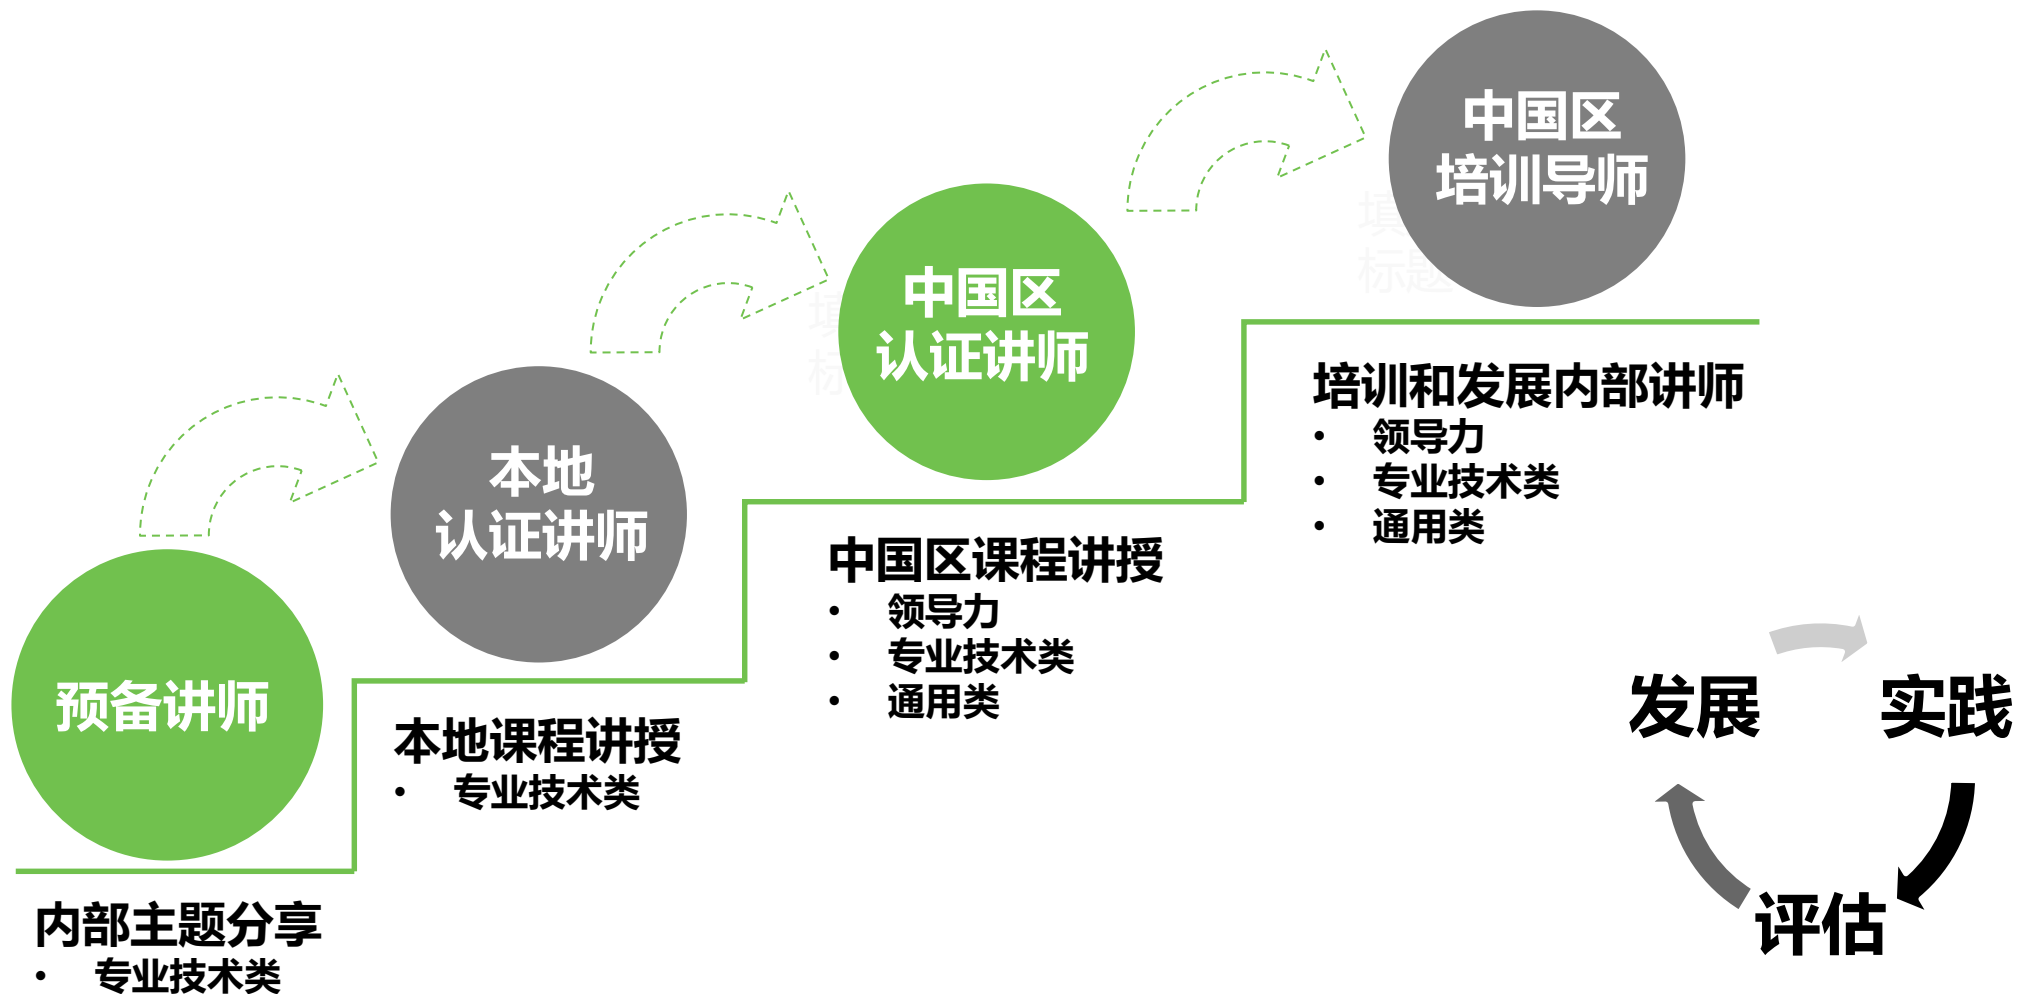 中国区
培训导师
中国区
认证讲师
本地
认证讲师
预备讲师
培训和发展内部讲师
• 领导力
• 专业技术类
• 通用类
中国区课程讲授
• 领导力
• 专业技术类
• 通用类
本地课程讲授
• 专业技术类
内部主题分享
• 专业技术类
发展
实践
评估
填
标题